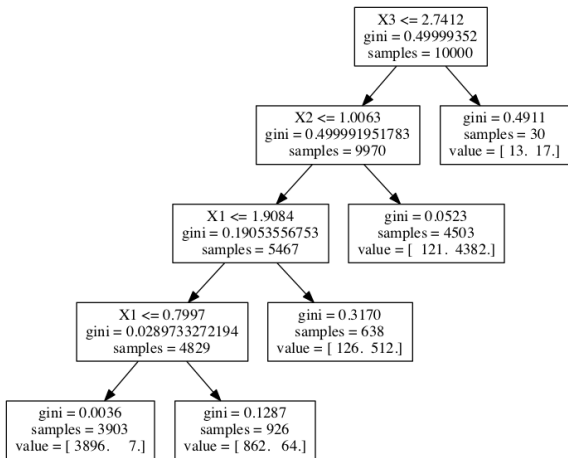 X3 <= 2.7412
gini = 0.49999352
samples = 10000
X2 <= 1.0063
gini = 0.499991951783
samples = 9970
gini = 0.4911
samples = 30
value = [ 13. 17.]
X1 <= 1.9084
gini = 0.19053556753
samples = 5467
gini = 0.0523
samples = 4503
value = [ 121. 4382.]
X1 <= 0.7997
gini = 0.0289733272194
samples = 4829
gini = 0.3170
samples = 638
value = [ 126. 512.]
gini = 0.0036
samples = 3903
value = [ 3896. 7.]
gini = 0.1287
samples = 926
value = [ 862. 64.]